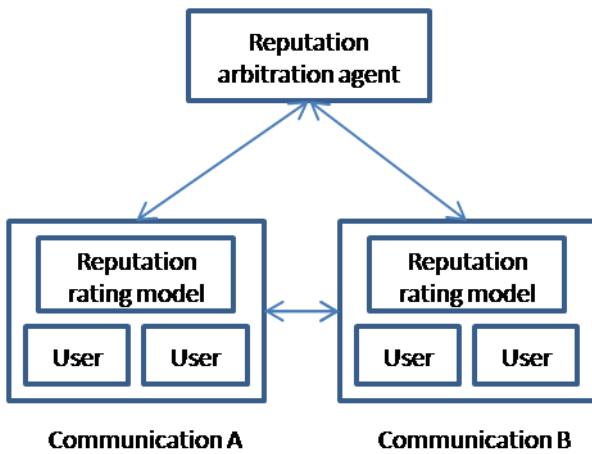 Reputation
arbitration agent
Reputation
rating model
User
User
Communication A
Reputation
rating model
User
User
Communication B